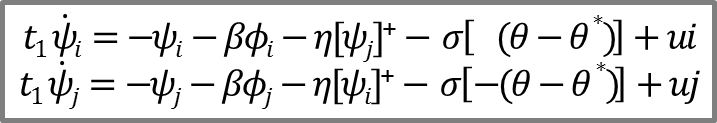 t₁ψ̇ᵢ = −ψᵢ − βϕᵢ − η[ψⱼ]⁺ − σ[ (θ − θ*)] + ui
t₁ψ̇ⱼ = −ψⱼ − βϕⱼ − η[ψᵢ]⁺ − σ[−(θ − θ*)] + uj